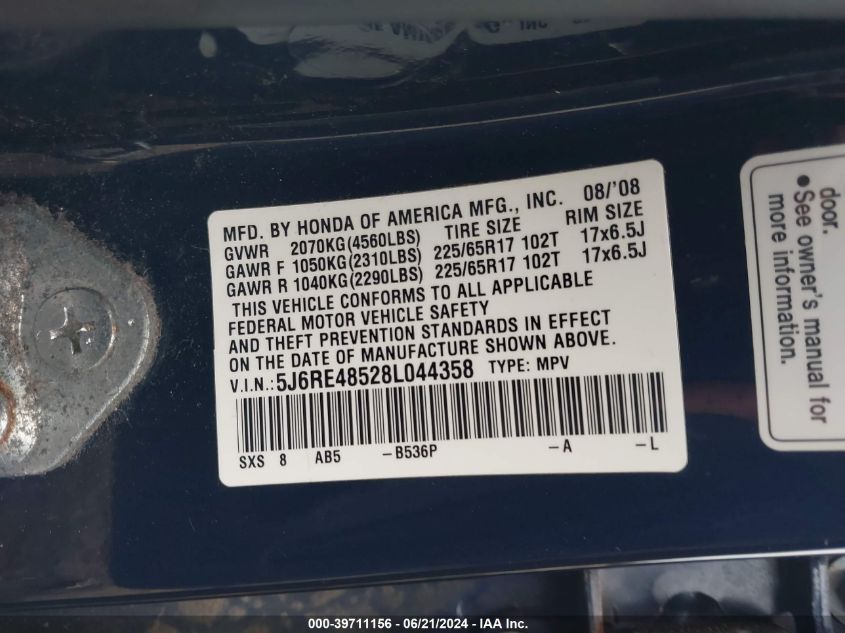 MFD. BY HONDA OF AMERICA MFG., INC. 08/'08
GVWR 2070KG(4560LBS) TIRE SIZE RIM SIZE
GAWR F 1050KG(2310LBS) 225/65R17 102T 17x6.5J
GAWR R 1040KG(2290LBS) 225/65R17 102T 17x6.5J
THIS VEHICLE CONFORMS TO ALL APPLICABLE
FEDERAL MOTOR VEHICLE SAFETY
AND THEFT PREVENTION STANDARDS IN EFFECT
ON THE DATE OF MANUFACTURE SHOWN ABOVE.
V.I.N.:5J6RE48528L044358 TYPE: MPV
SXS 8 AB5 -B536P -A -L
door.
•See owner's manual for
more information.
000-39711156 - 06/21/2024 - IAA Inc.